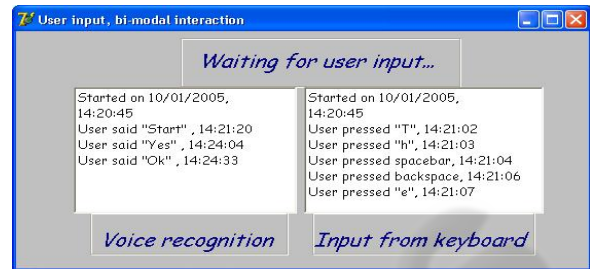 User input, bi-modal interaction
Waiting for user input...
Started on 10/01/2005,
14:20:45
User said "Start" , 14:21:20
User said "Yes" , 14:24:04
User said "Ok" , 14:24:33
Started on 10/01/2005,
14:20:45
User pressed "T", 14:21:02
User pressed "h", 14:21:03
User pressed spacebar, 14:21:04
User pressed backspace, 14:21:06
User pressed "e", 14:21:07
Voice recognition
Input from keyboard